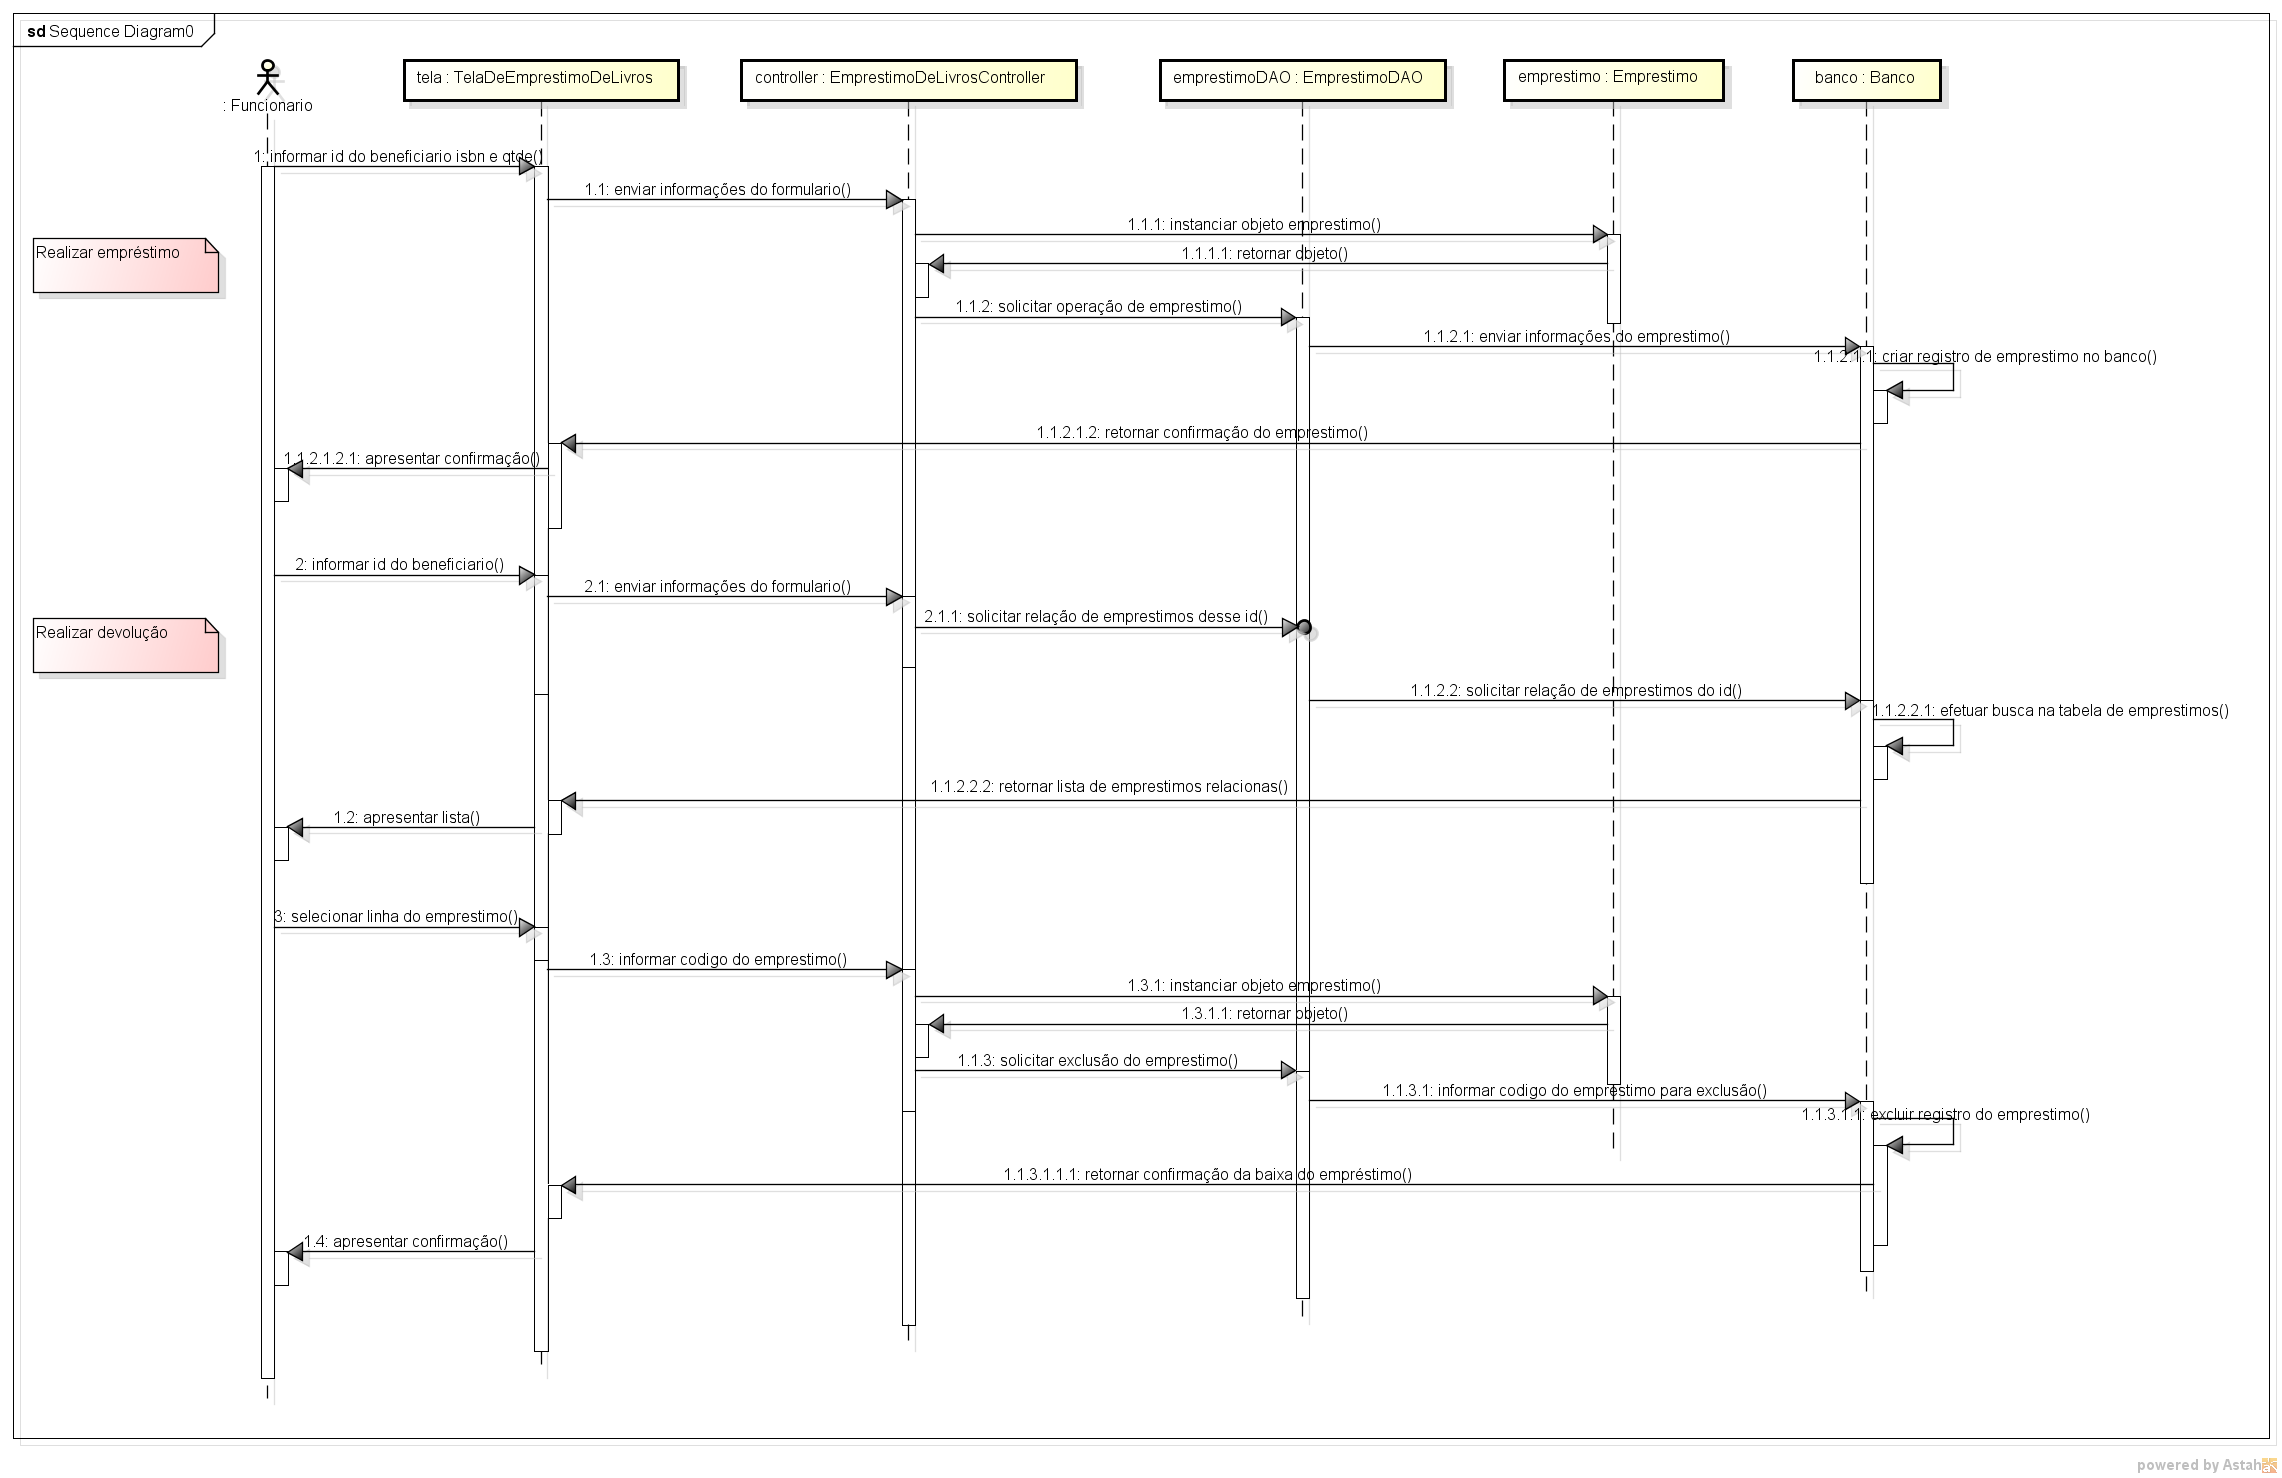 sd Sequence Diagram0
: Funcionario
tela : TelaDeEmprestimoDeLivros
controller : EmprestimoDeLivrosController
emprestimoDAO : EmprestimoDAO
emprestimo : Emprestimo
banco : Banco
1: informar id do beneficiario isbn e qtde()
1.1: enviar informações do formulario()
1.1.1: instanciar objeto emprestimo()
Realizar empréstimo
1.1.1.1: retornar objeto()
1.1.2: solicitar operação de emprestimo()
1.1.2.1: enviar informações do emprestimo()
1.1.2.1.1: criar registro de emprestimo no banco()
1.1.2.1.2: retornar confirmação do emprestimo()
1.1.2.1.2.1: apresentar confirmação()
2: informar id do beneficiario()
2.1: enviar informações do formulario()
2.1.1: solicitar relação de emprestimos desse id()
Realizar devolução
1.1.2.2: solicitar relação de emprestimos do id()
1.1.2.2.1: efetuar busca na tabela de emprestimos()
1.1.2.2.2: retornar lista de emprestimos relacionas()
1.2: apresentar lista()
3: selecionar linha do emprestimo()
1.3: informar codigo do emprestimo()
1.3.1: instanciar objeto emprestimo()
1.3.1.1: retornar objeto()
1.1.3: solicitar exclusão do emprestimo()
1.1.3.1: informar codigo do emprestimo para exclusão()
1.1.3.1.1: excluir registro do emprestimo()
1.1.3.1.1.1: retornar confirmação da baixa do empréstimo()
1.4: apresentar confirmação()
powered by Astah